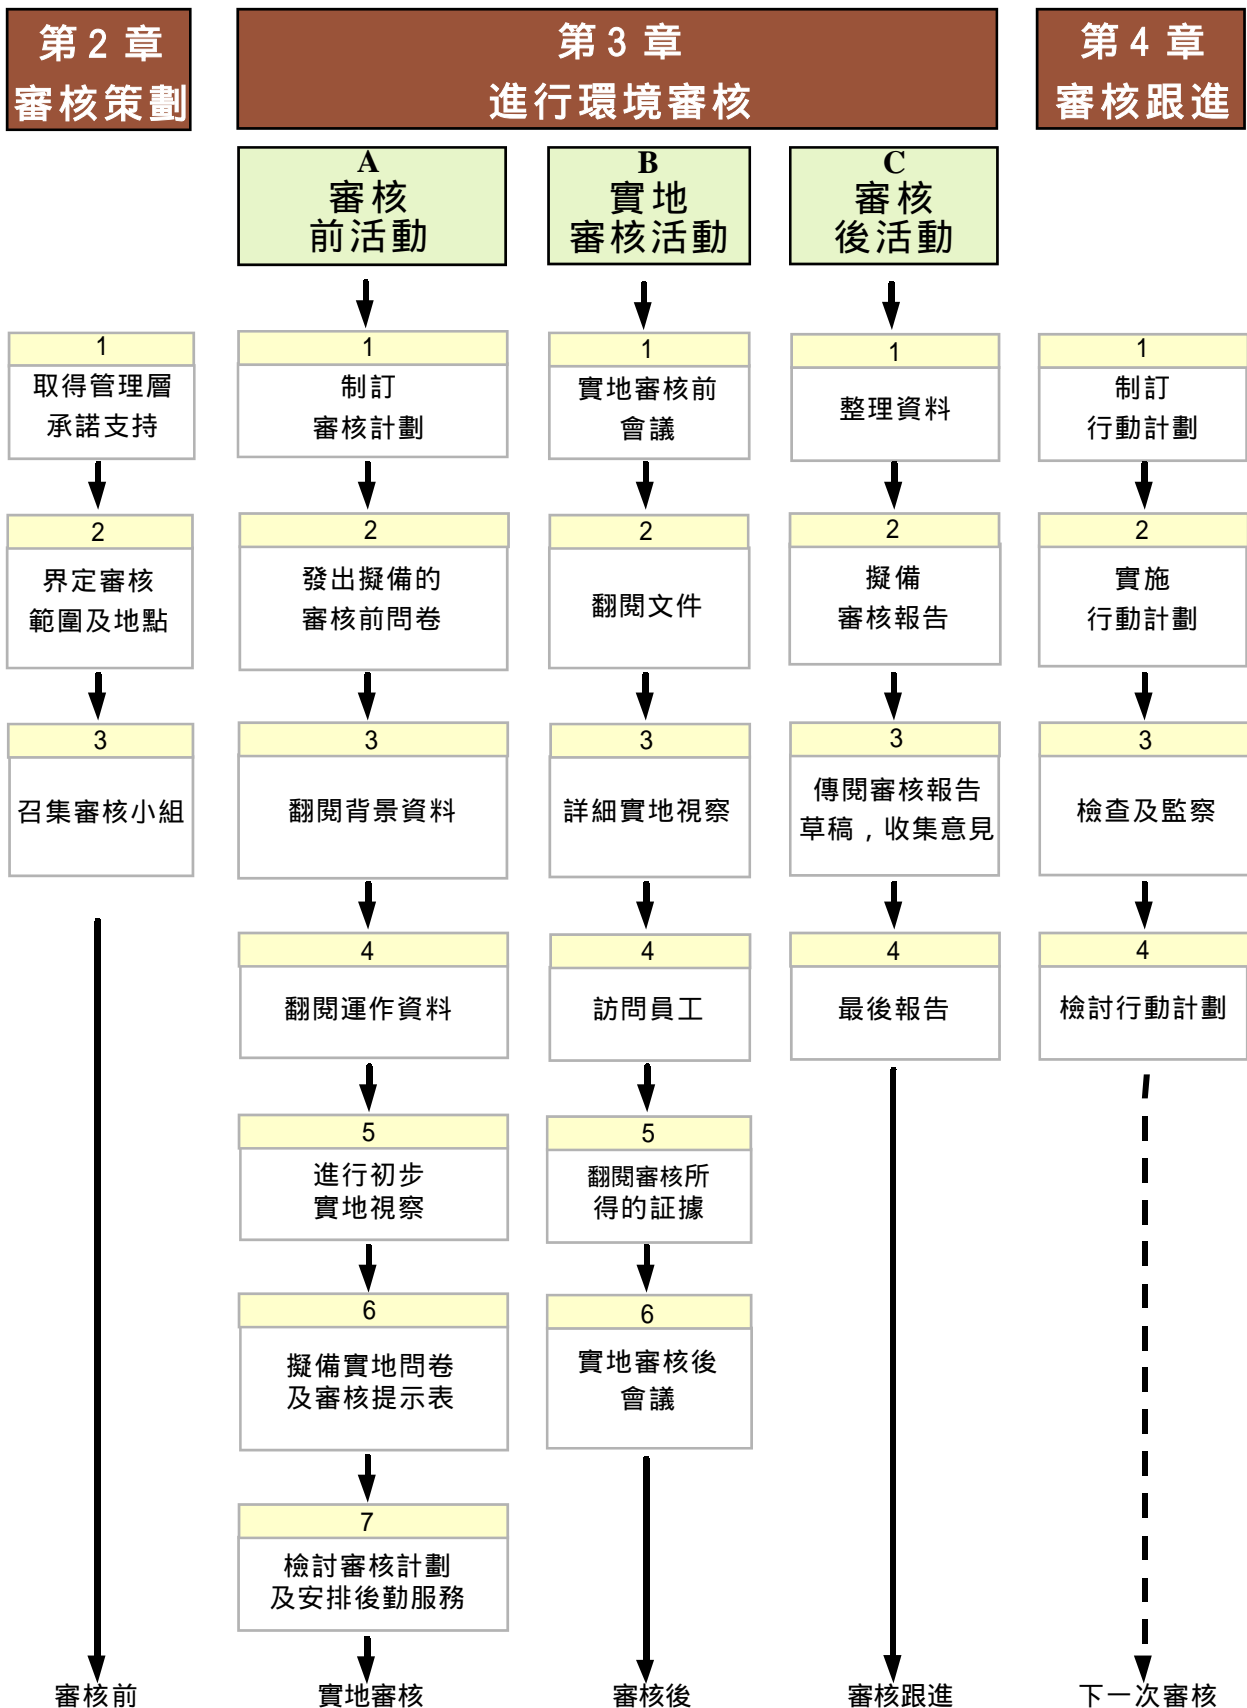 第 2 章
審核策劃
第 3 章
進行環境審核
第 4 章
審核跟進
A
審核
前活動
B
實地
審核活動
C
審核
後活動
1
取得管理層
承諾支持
2
界定審核
範圍及地點
3
召集審核小組
審核前
1
制訂
審核計劃
2
發出擬備的
審核前問卷
3
翻閱背景資料
4
翻閱運作資料
5
進行初步
實地視察
6
擬備實地問卷
及審核提示表
7
檢討審核計劃
及安排後勤服務
實地審核
1
實地審核前
會議
2
翻閱文件
3
詳細實地視察
4
訪問員工
5
翻閱審核所
得的証據
6
實地審核後
會議
審核後
1
整理資料
2
擬備
審核報告
3
傳閱審核報告
草稿，收集意見
4
最後報告
審核跟進
1
制訂
行動計劃
2
實施
行動計劃
3
檢查及監察
4
檢討行動計劃
下一次審核